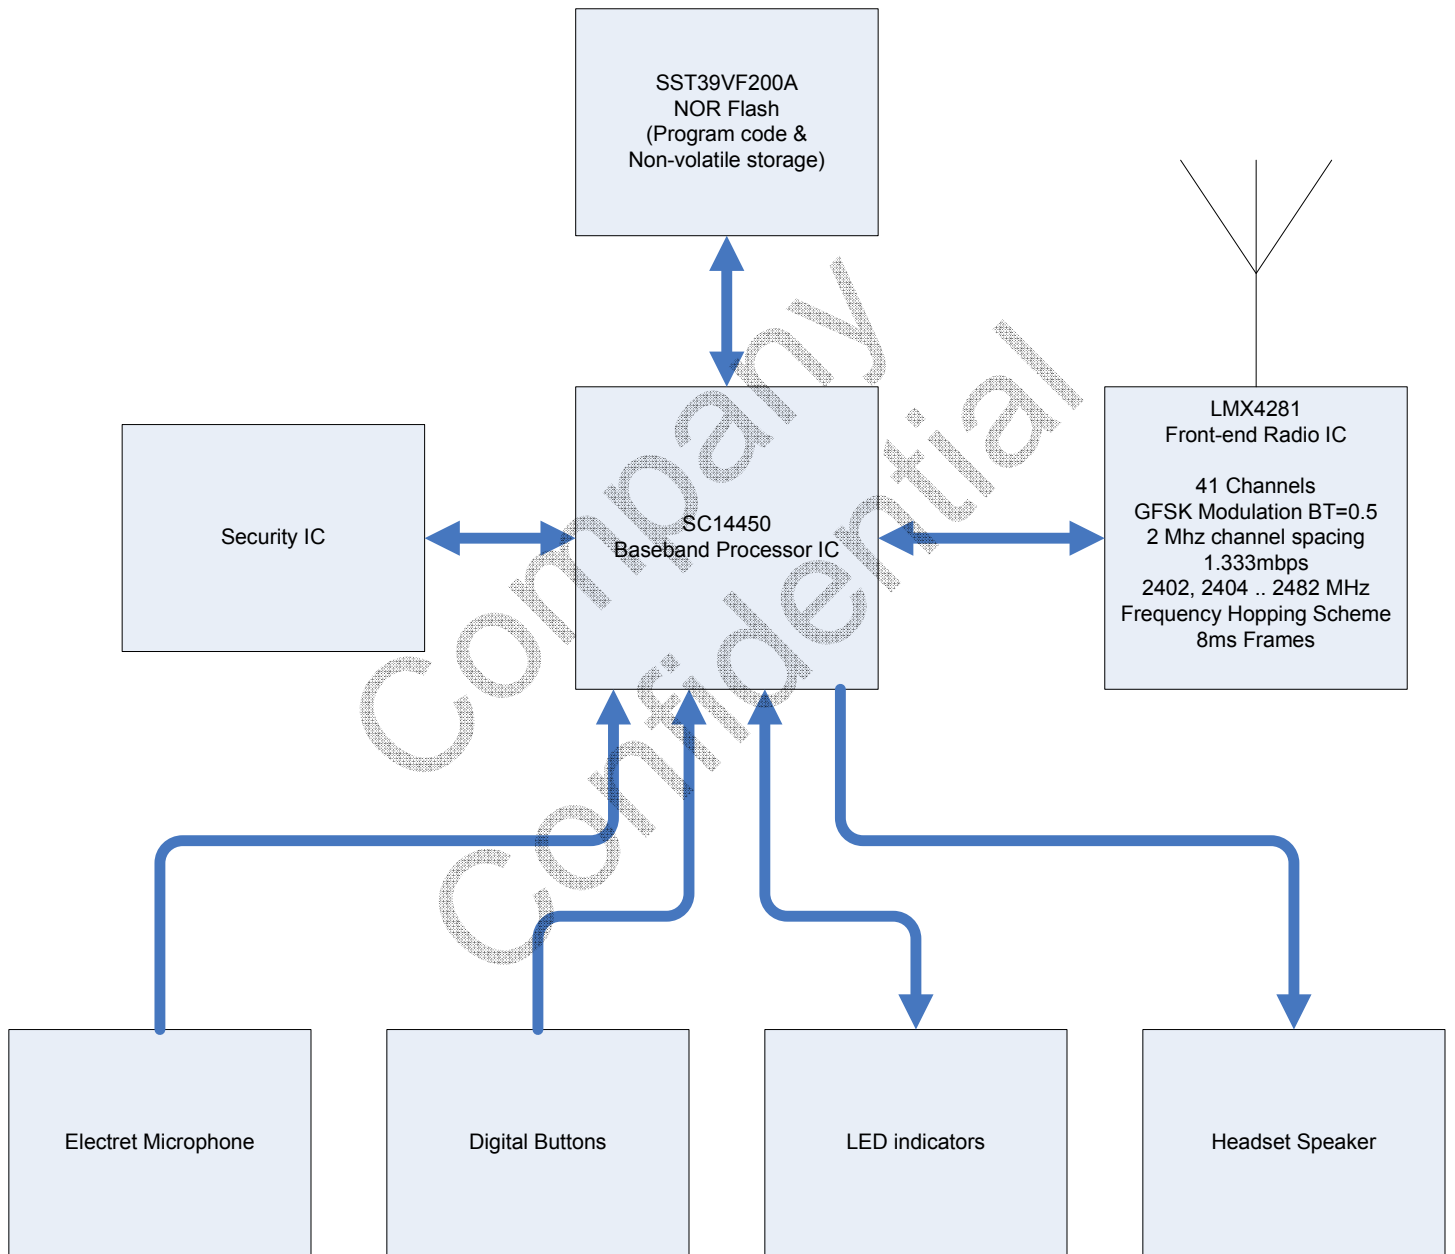 SST39VF200A
NOR Flash
(Program code &
Non-volatile storage)
LMX4281
Front-end Radio IC
41 Channels
GFSK Modulation BT=0.5
2 Mhz channel spacing
1.333mbps
2402, 2404 .. 2482 MHz
Frequency Hopping Scheme
8ms Frames
Security IC
SC14450
Baseband Processor IC
Company
Confidential
Electret Microphone
Digital Buttons
LED indicators
Headset Speaker